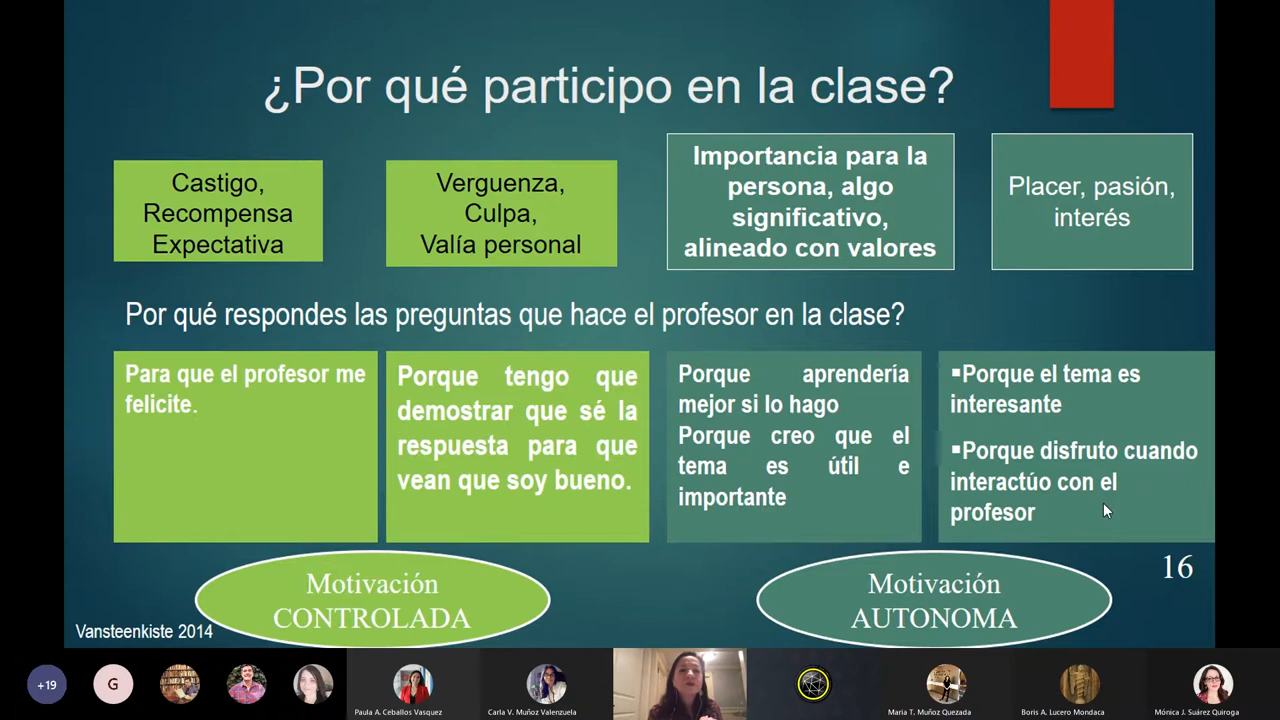 ¿Por qué participo en la clase?
Castigo,
Recompensa
Expectativa
Verguenza,
Culpa,
Valía personal
Importancia para la
persona, algo
significativo,
alineado con valores
Placer, pasión,
interés
Por qué respondes las preguntas que hace el profesor en la clase?
Para que el profesor me
felicite.
Porque tengo que
demostrar que sé la
respuesta para que
vean que soy bueno.
Porque aprendería
mejor si lo hago
Porque creo que el
tema es útil e
importante
▪Porque el tema es
interesante
▪Porque disfruto cuando
interactúo con el
profesor
Motivación
CONTROLADA
Motivación
AUTONOMA
16
Vansteenkiste 2014
+19
G
Paula A. Ceballos Vasquez
Carla V. Muñoz Valenzuela
Maria T. Muñoz Quezada
Boris A. Lucero Mondaca
Mónica J. Suárez Quiroga